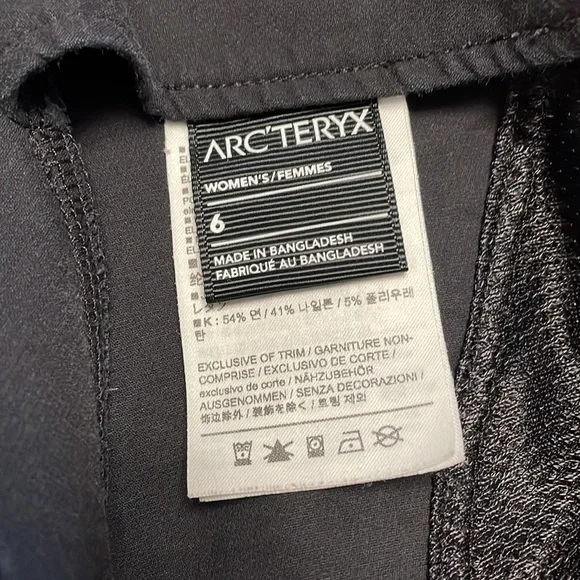 ARC'TERYX
WOMEN'S/FEMMES
6
MADE IN BANGLADESH
FABRIQUÉ AU BANGLADESH
K: 54% 면 / 41% 나일론 / 5% 폴리우레
탄
EXCLUSIVE OF TRIM / GARNITURE NON-
COMPRISE / EXCLUSIVO DE CORTE /
exclusivo de corte / NÄHZUBEHÖR
AUSGENOMMEN / SENZA DECORAZIONI /
饰边除外 / 装飾を除く / 트림 제외